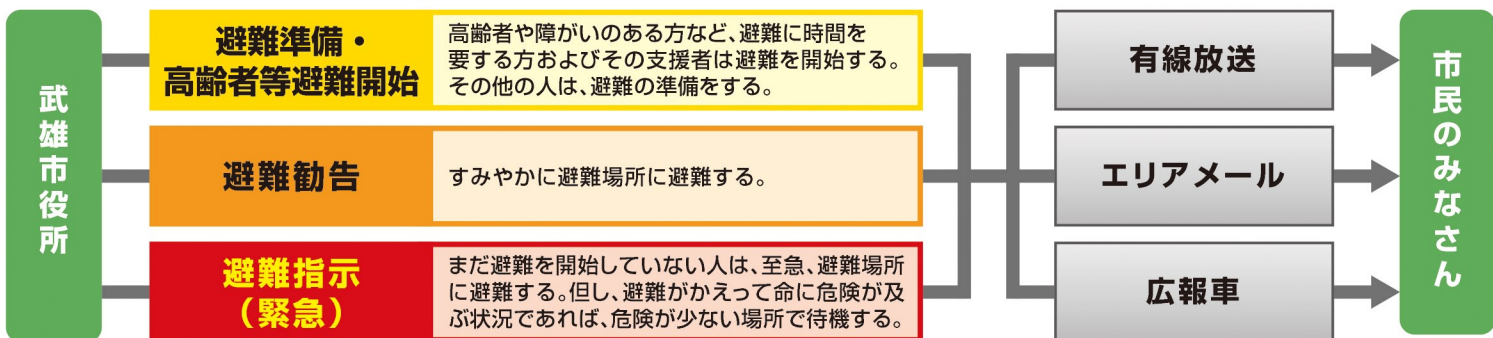 武雄市役所
避難準備・
高齢者等避難開始
高齢者や障がいのある方など、避難に時間を
要する方およびその支援者は避難を開始する。
その他の人は、避難の準備をする。
避難勧告
すみやかに避難場所に避難する。
避難指示
（緊急）
まだ避難を開始していない人は、至急、避難場所
に避難する。但し、避難がかえって命に危険が及
ぶ状況であれば、危険が少ない場所で待機する。
有線放送
エリアメール
広報車
市民のみなさん